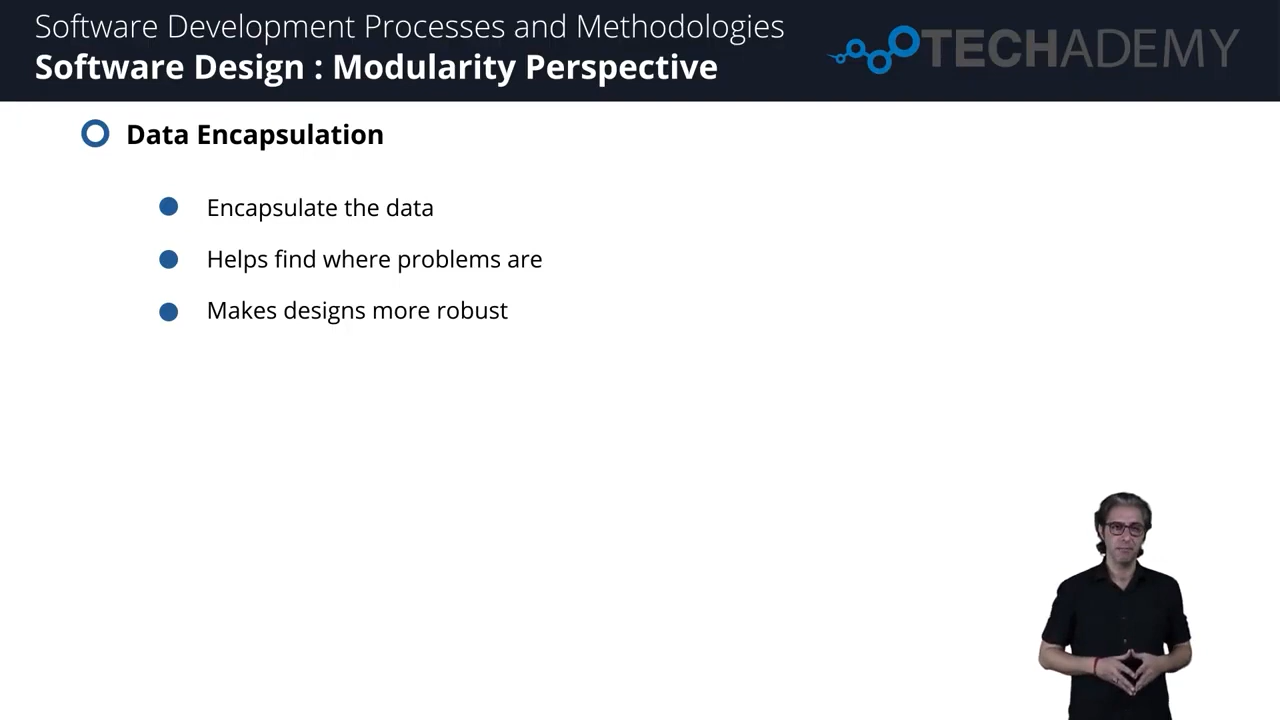 Software Development Processes and Methodologies
Software Design : Modularity Perspective
TECHADEMY
Data Encapsulation
Encapsulate the data
Helps find where problems are
Makes designs more robust